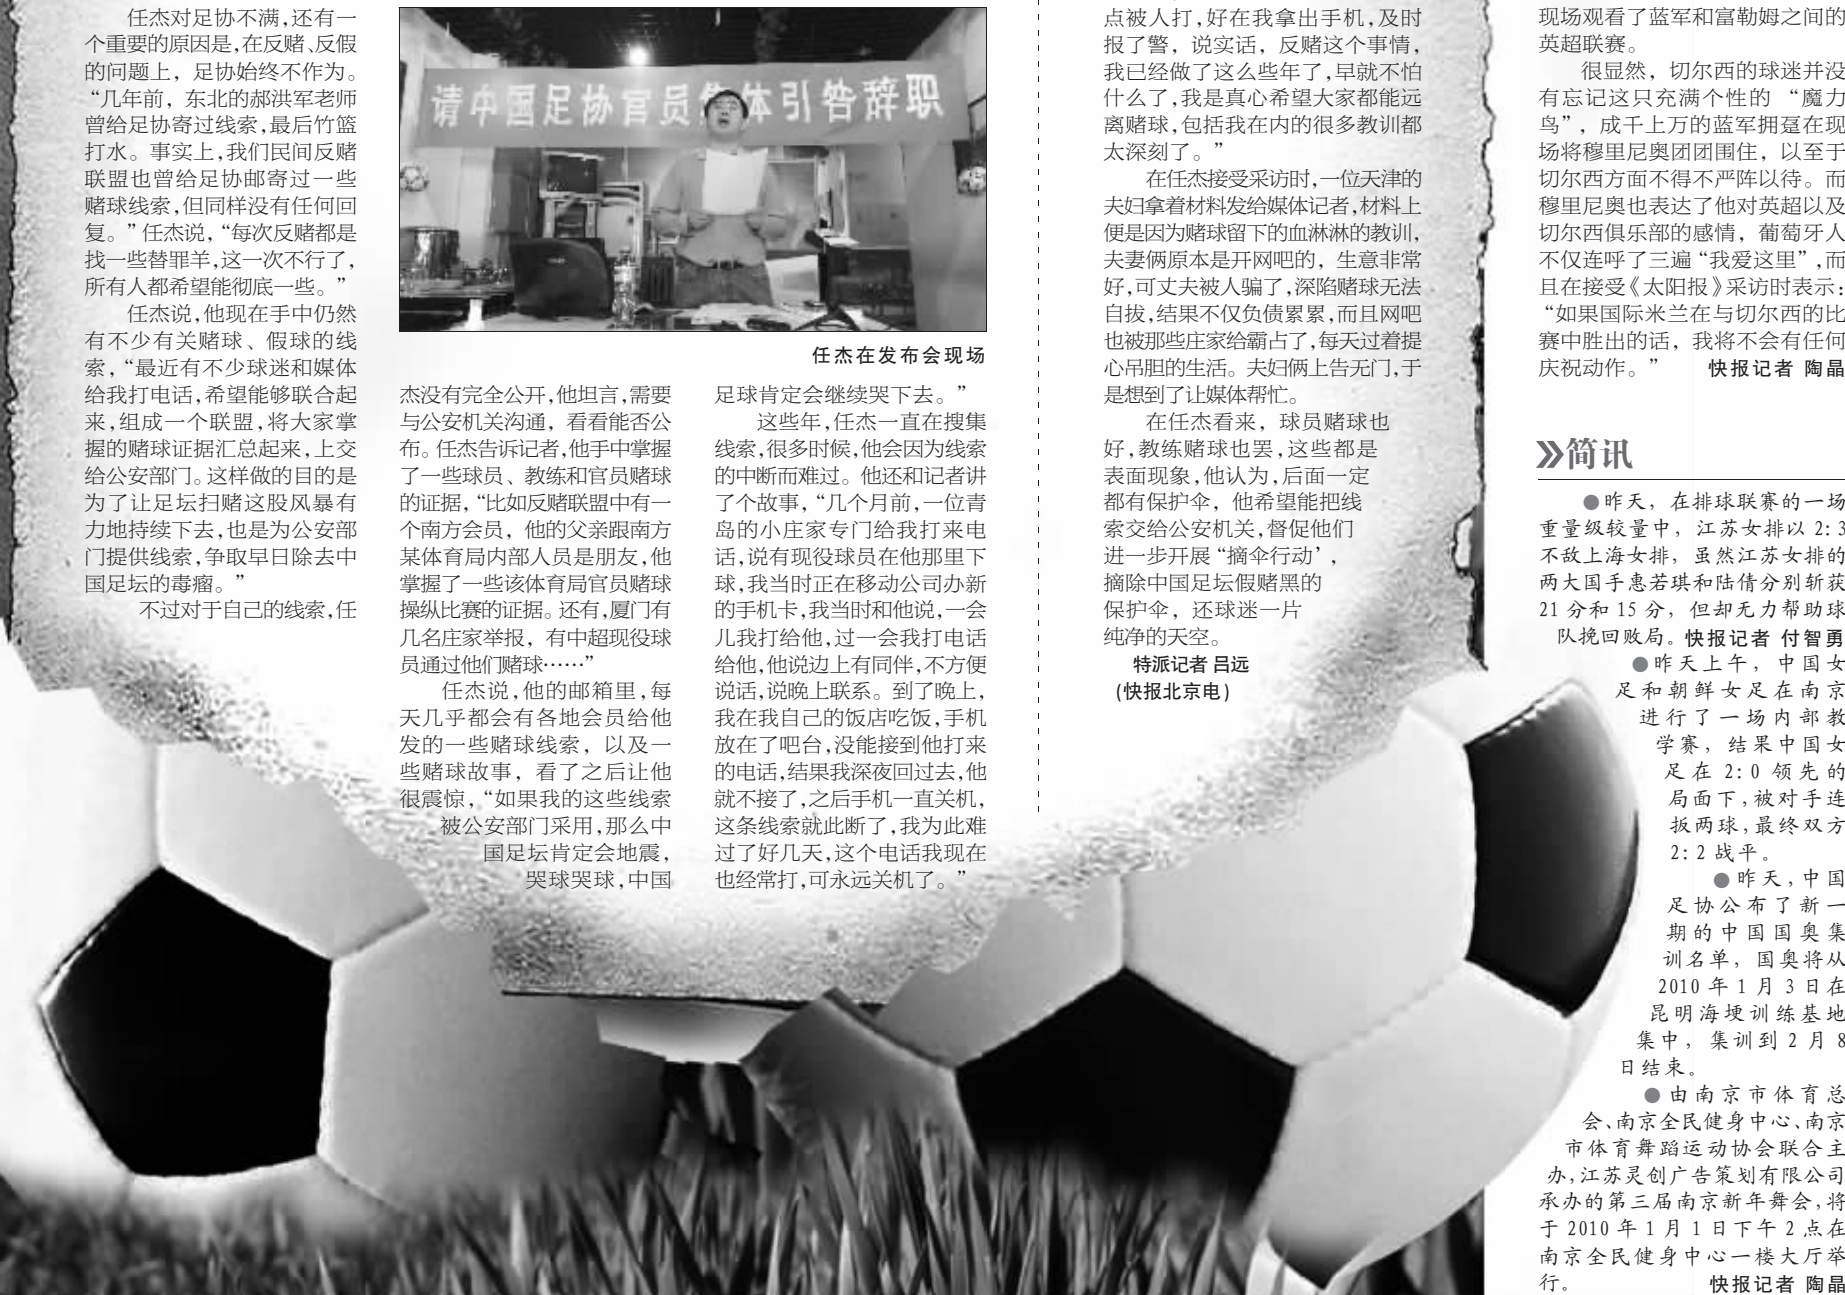 任杰对足协不满,还有一
个重要的原因是,在反赌、反假
的问题上，足协始终不作为。
“几年前，东北的郝洪军老师
曾给足协寄过线索,最后竹篮
打水。事实上,我们民间反赌
联盟也曾给足协邮寄过一些
赌球线索,但同样没有任何回
复。”任杰说，“每次反赌都是
找一些替罪羊,这一次不行了,
所有人都希望能彻底一些。”
任杰说,他现在手中仍然
有不少有关赌球、假球的线
索，“最近有不少球迷和媒体
给我打电话,希望能够联合起
来,组成一个联盟,将大家掌
握的赌球证据汇总起来,上交
给公安部门。这样做的目的是
为了让足坛扫赌这股风暴有
力地持续下去,也是为公安部
门提供线索,争取早日除去中
国足坛的毒瘤。”
不过对于自己的线索,任
请中国足协官员集体引咎辞职
任杰在发布会现场
杰没有完全公开,他坦言,需要
与公安机关沟通，看看能否公
布。任杰告诉记者,他手中掌握
了一些球员、教练和官员赌球
的证据,“比如反赌联盟中有一
个南方会员，他的父亲跟南方
某体育局内部人员是朋友,他
掌握了一些该体育局官员赌球
操纵比赛的证据。还有,厦门有
几名庄家举报，有中超现役球
员通过他们赌球……”
任杰说,他的邮箱里,每
天几乎都会有各地会员给他
发的一些赌球线索，以及一
些赌球故事，看了之后让他
很震惊，“如果我的这些线索
被公安部门采用,那么中
国足坛肯定会地震,
哭球哭球,中国
足球肯定会继续哭下去。”
这些年,任杰一直在搜集
线索,很多时候,他会因为线索
的中断而难过。他还和记者讲
了个故事，“几个月前,一位青
岛的小庄家专门给我打来电
话,说有现役球员在他那里下
球,我当时正在移动公司办新
的手机卡,我当时和他说,一会
儿我打给他,过一会我打电话
给他,他说边上有同伴,不方便
说话,说晚上联系。到了晚上,
我在我自己的饭店吃饭,手机
放在了吧台,没能接到他打来
的电话,结果我深夜回过去,他
就不接了,之后手机一直关机,
这条线索就此断了,我为此难
过了好几天,这个电话我现在
也经常打,可永远关机了。”
点被人打,好在我拿出手机,及时
报了警，说实话，反赌这个事情,
我已经做了这么些年了,早就不怕
什么了,我是真心希望大家都能远
离赌球,包括我在内的很多教训都
太深刻了。”
在任杰接受采访时,一位天津的
夫妇拿着材料发给媒体记者,材料上
便是因为赌球留下的血淋淋的教训,
夫妻俩原本是开网吧的，生意非常
好,可丈夫被人骗了,深陷赌球无法
自拔,结果不仅负债累累,而且网吧
也被那些庄家给霸占了,每天过着提
心吊胆的生活。夫妇俩上告无门,于
是想到了让媒体帮忙。
在任杰看来，球员赌球也
好,教练赌球也罢,这些都是
表面现象,他认为,后面一定
都有保护伞，他希望能把线
索交给公安机关,督促他们
进一步开展“摘伞行动’，
摘除中国足坛假赌黑的
保护伞，还球迷一片
纯净的天空。
特派记者 吕远
(快报北京电)
现场观看了蓝军和富勒姆之间的
英超联赛。
很显然，切尔西的球迷并没
有忘记这只充满个性的“魔力
鸟”，成千上万的蓝军拥趸在现
场将穆里尼奥团团围住，以至于
切尔西方面不得不严阵以待。而
穆里尼奥也表达了他对英超以及
切尔西俱乐部的感情，葡萄牙人
不仅连呼了三遍“我爱这里”,而
且在接受《太阳报》采访时表示:
“如果国际米兰在与切尔西的比
赛中胜出的话，我将不会有任何
庆祝动作。” 快报记者 陶晶
简讯
●昨天，在排球联赛的一场
重量级较量中，江苏女排以 2:3
不敌上海女排，虽然江苏女排的
两大国手惠若琪和陆倩分别斩获
21 分和 15 分，但却无力帮助球
队挽回败局。快报记者 付智勇
●昨天上午，中国女
足和朝鲜女足在南京
进行了一场内部教
学赛，结果中国女
足在 2:0 领先的
局面下,被对手连
扳两球,最终双方
2:2 战平。
●昨天,中国
足协公布了新一
期的中国国奥集
训名单，国奥将从
2010 年 1 月 3 日在
昆明海埂训练基地
集中，集训到 2 月 8
日结束。
●由南京市体育总
会、南京全民健身中心、南京
市体育舞蹈运动协会联合主
办,江苏灵创广告策划有限公司
承办的第三届南京新年舞会,将
于 2010 年 1 月 1 日下午 2 点在
南京全民健身中心一楼大厅举
行。 快报记者 陶晶